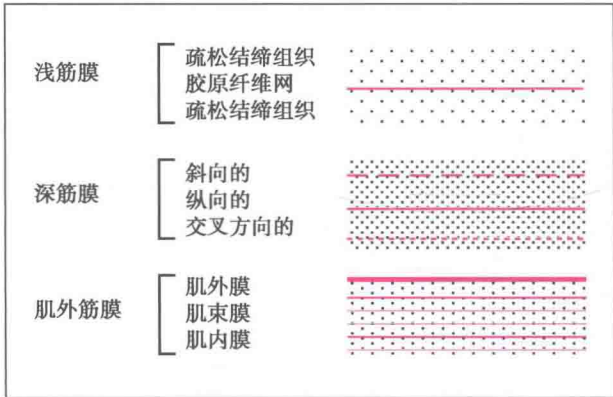 浅筋膜
疏松结缔组织
胶原纤维网
疏松结缔组织
深筋膜
斜向的
纵向的
交叉方向的
肌外筋膜
肌外膜
肌束膜
肌内膜